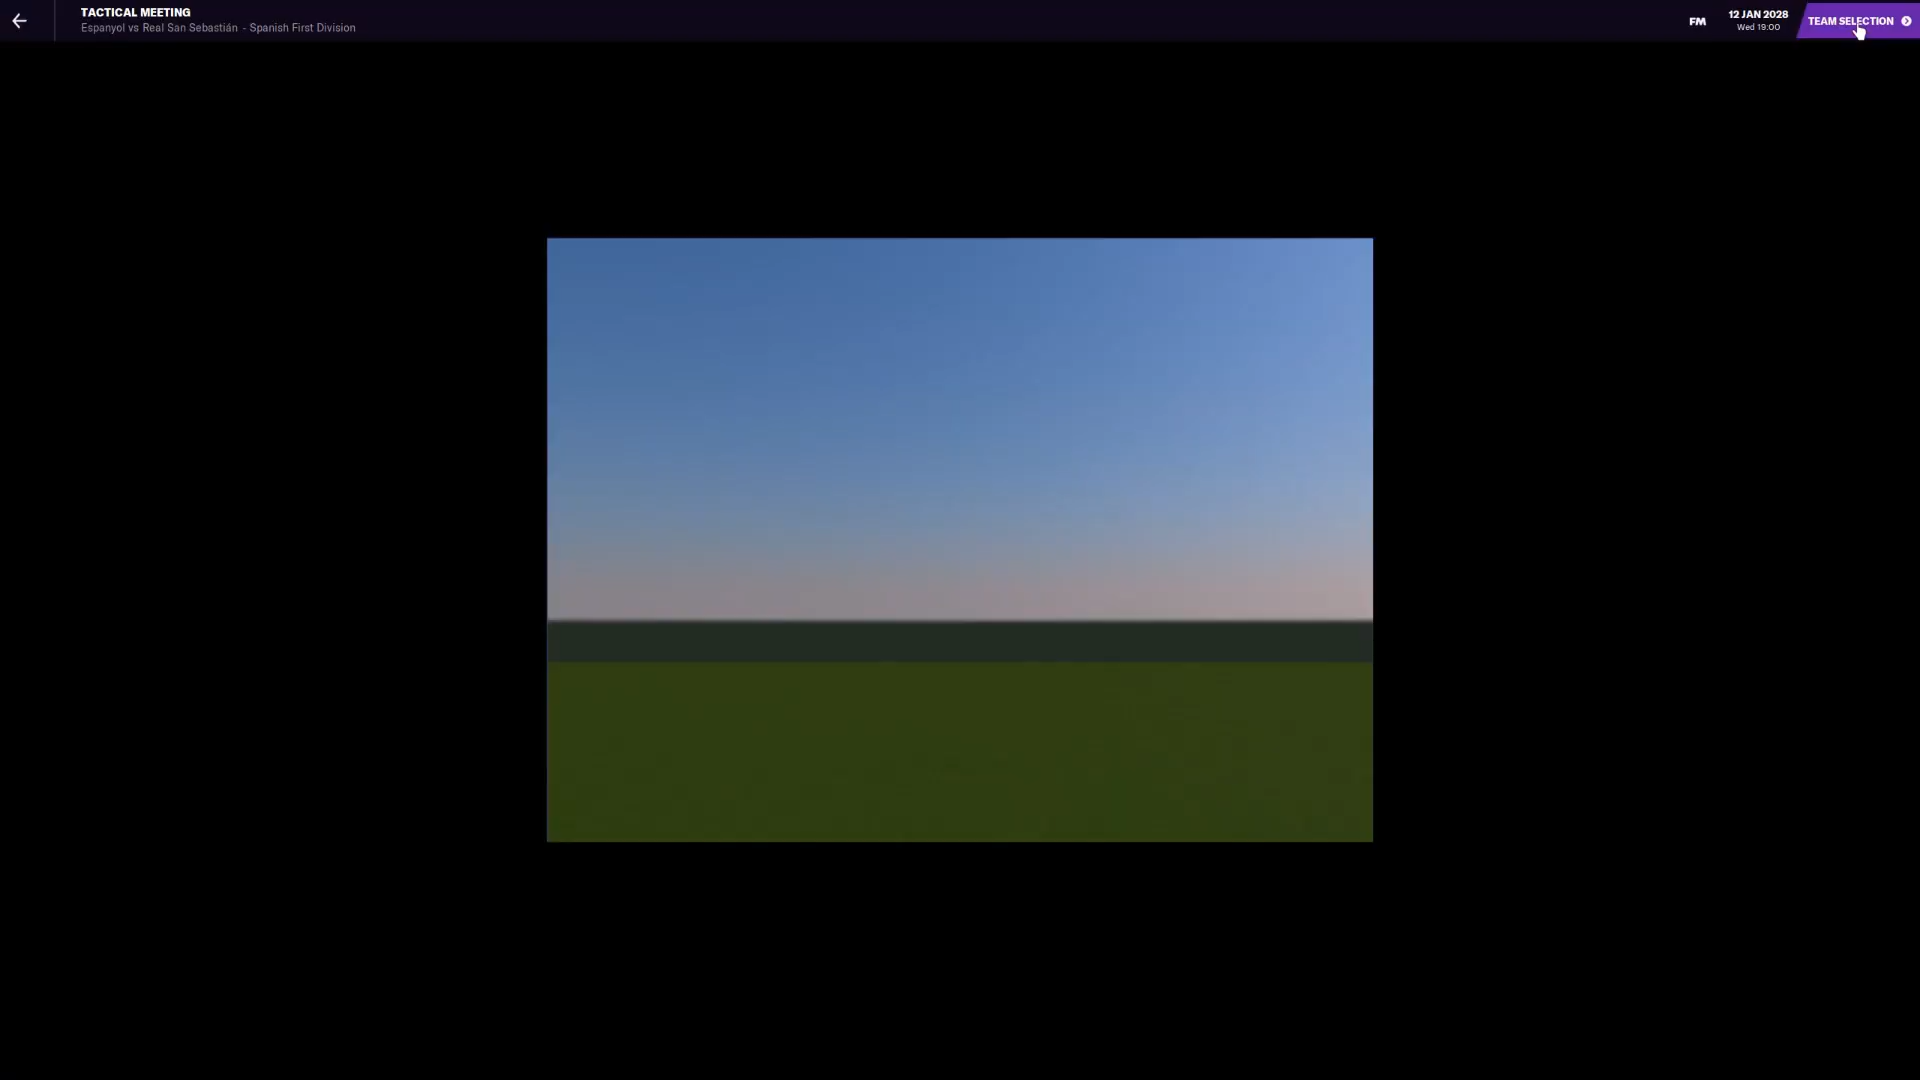 TACTICAL MEETING
Espanyol vs Real San Sebastián - Spanish First Division
FM
12 JAN 2028
Wed 19:00
TEAM SELECTION